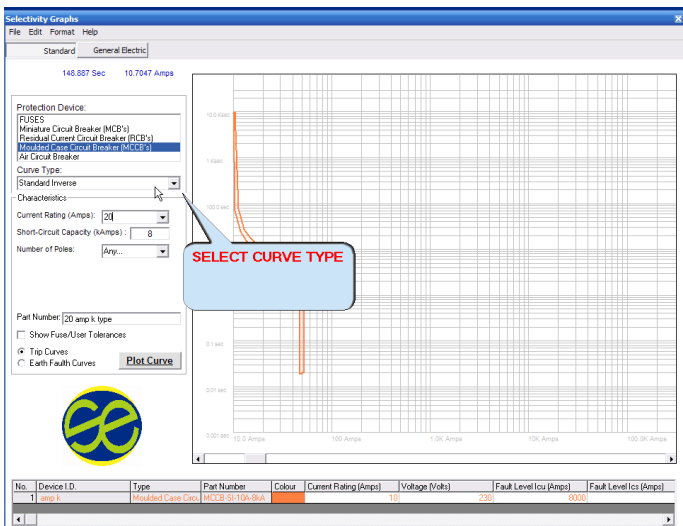 Selectivity Graphs
x
File Edit Format Help
Standard General Electric
148.887 Sec 10.7047 Amps
Protection Device:
FUSES
Miniature Circuit Breaker (MCB's)
Residual Current Circuit Breaker (RCB's)
Moulded Case Circuit Breaker (MCCB's)
Air Circuit Breaker
Curve Type:
Standard Inverse
Characteristics
Current Rating (Amps): 20
Short-Circuit Capacity (kAmps) : 8
Number of Poles: Any...
Part Number: 20 amp k type
Show Fuse/User Tolerances
Trip Curves
Earth Faulth Curves
Plot Curve
10.0 Ksec
1 Ksec
100.0 sec
SELECT CURVE TYPE
0.1 sec
0.01 sec
0.001 sec 10.0 Amps 100 Amps 1.0K Amps 10K Amps 100.0K Amps
se
No. Device I.D. Type Part Number Colour Current Rating (Amps) Voltage (Volts) Fault Level Icu (Amps) Fault Level Ics (Amps)
1 amp k Moulded Case Circu MCCB-SI-10A-8kA 10 230 8000